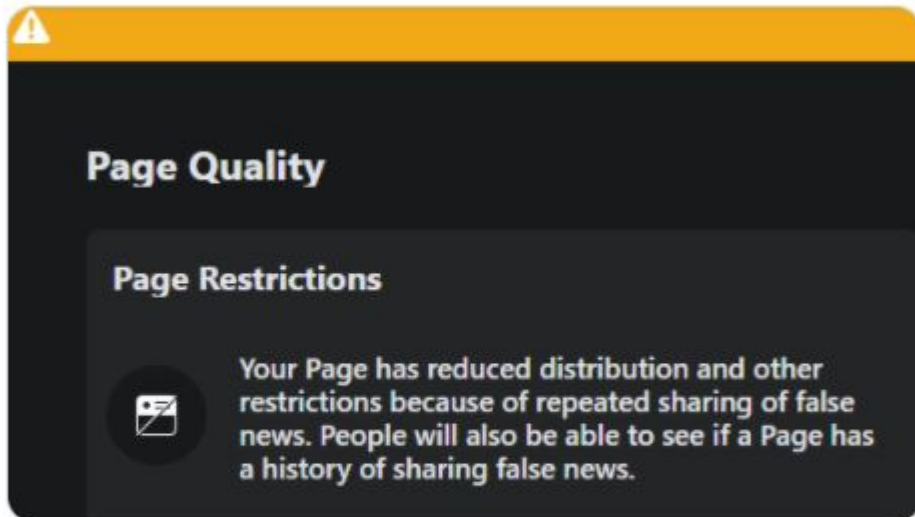 Page Quality
Page Restrictions
Your Page has reduced distribution and other
restrictions because of repeated sharing of false
news. People will also be able to see if a Page has
a history of sharing false news.